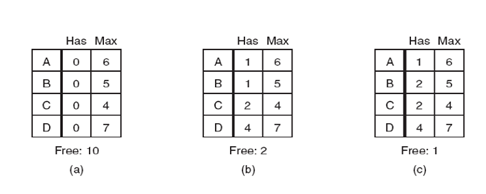 Has Max Has Max Has Max
A 0 6 A 1 6 A 1 6
B 0 5 B 1 5 B 2 5
C 0 4 C 2 4 C 2 4
D 0 7 D 4 7 D 4 7
Free: 10 Free: 2 Free: 1
(a) (b) (c)